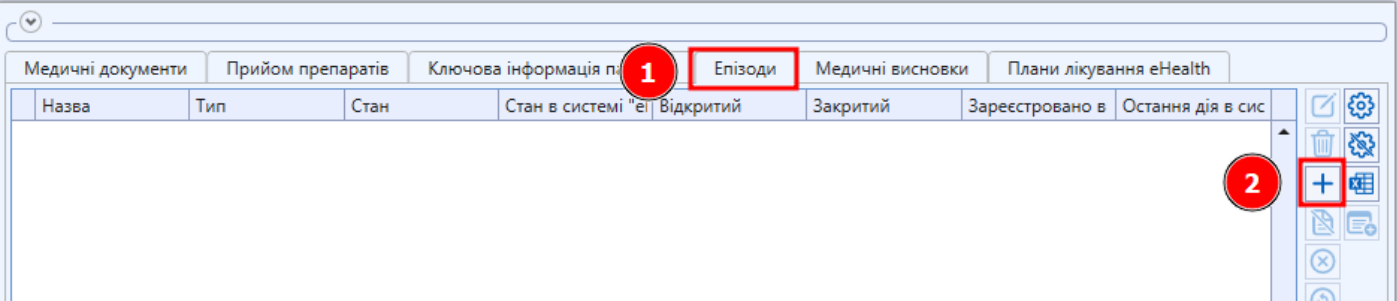 Медичні документи Прийом препаратів Ключова інформація 1 Епізоди Медичні висновки Плани лікування eHealth
Назва Тип Стан Стан в системі "eI Відкритий Закритий Зареєстровано в Остання дія в сис
2